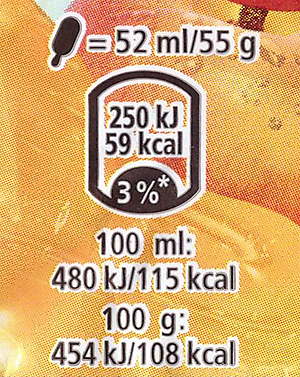 = 52 ml/55 g
250 kJ
59 kcal
3%*
100 ml:
480 kJ/115 kcal
100 g:
454 kJ/108 kcal